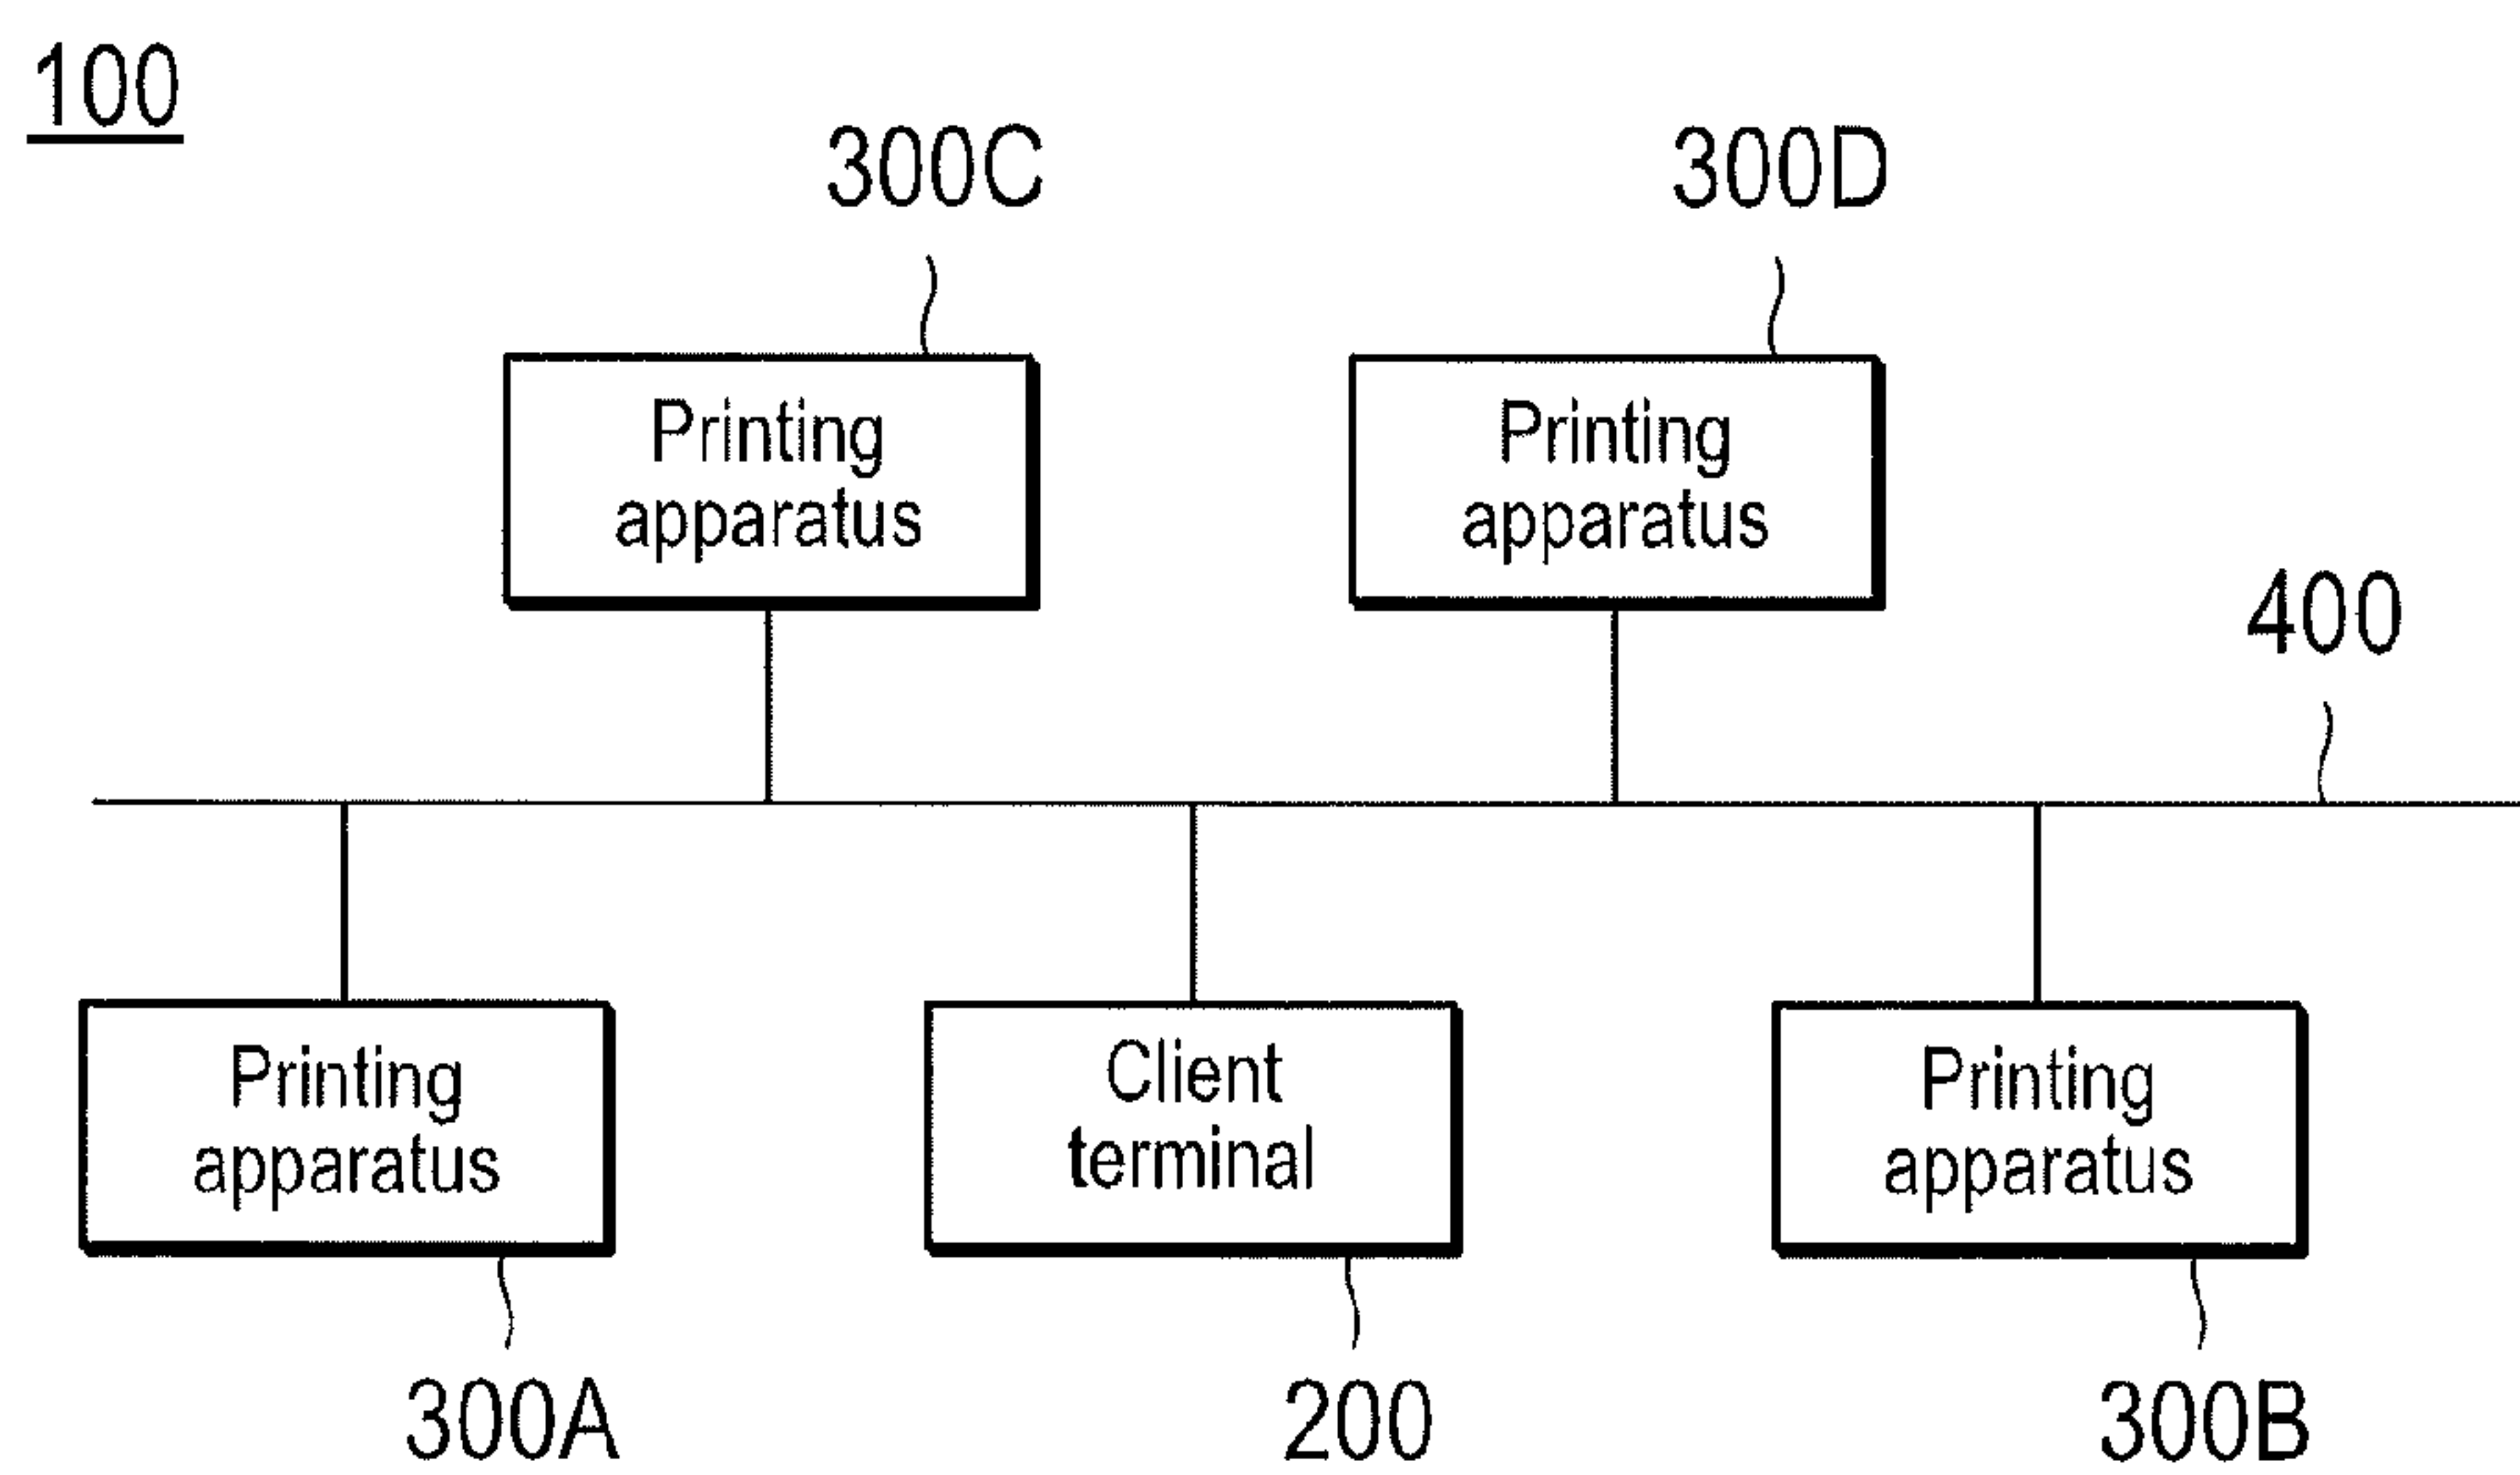 100
300C
300D
Printing
apparatus
Printing
apparatus
400
Printing
apparatus
Client
terminal
Printing
apparatus
300A
200
300B